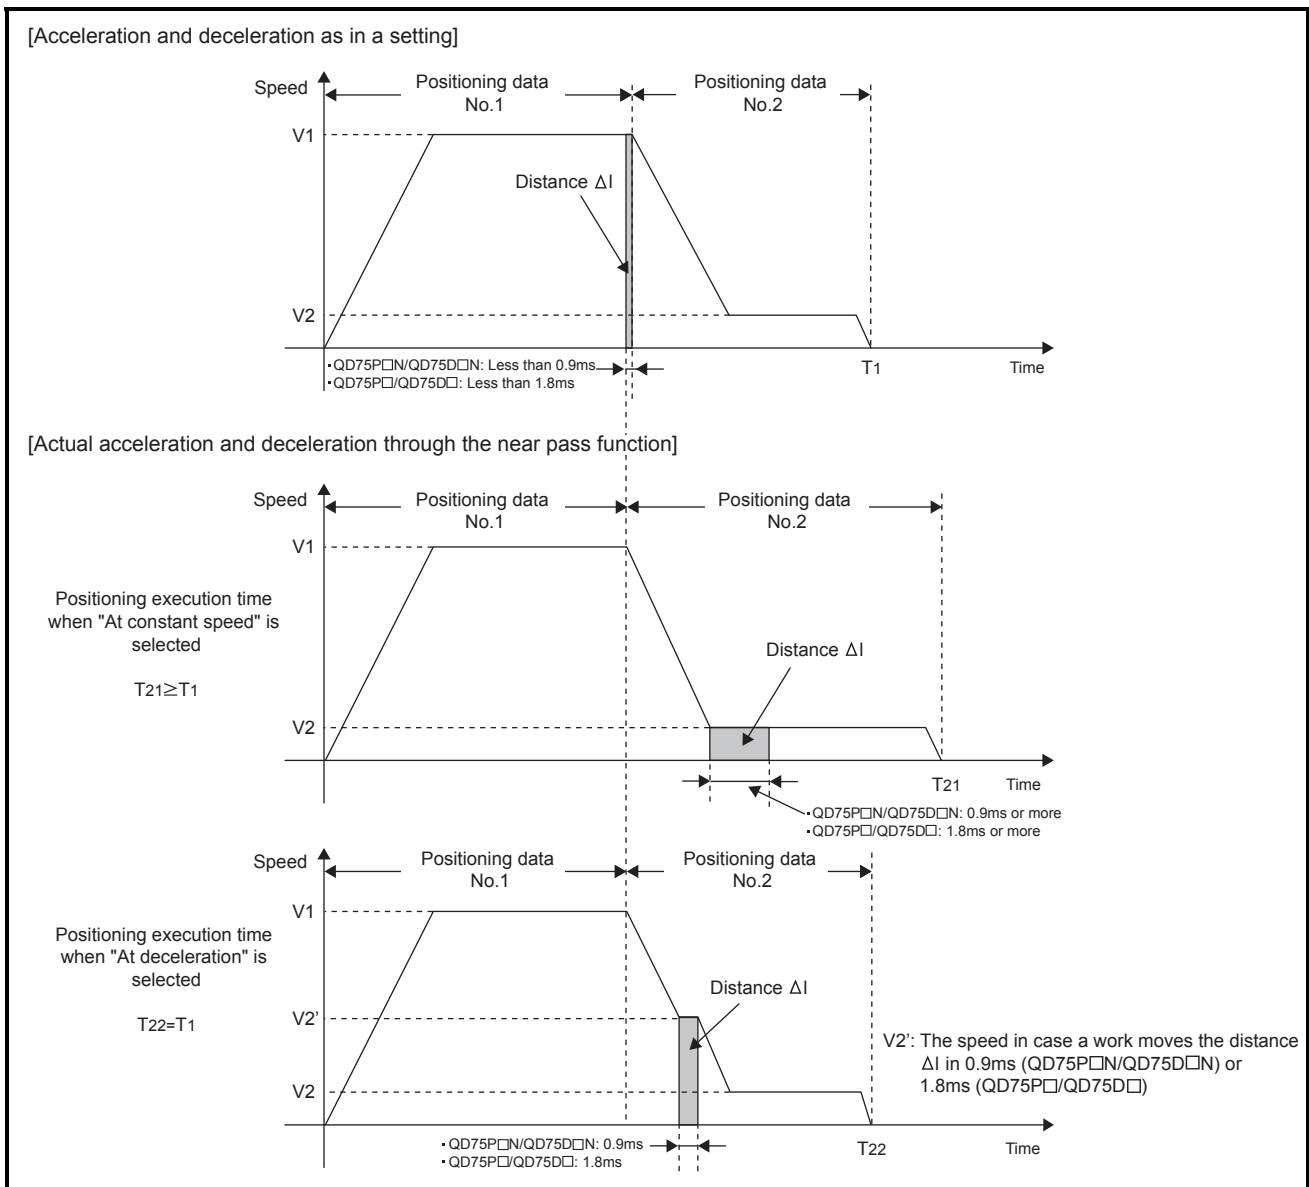 [Acceleration and deceleration as in a setting]
Speed
Positioning data
No.1
Positioning data
No.2
V1
Distance Δl
V2
▪QD75P□N/QD75D□N: Less than 0.9ms
▪QD75P□/QD75D□: Less than 1.8ms
T1
Time
[Actual acceleration and deceleration through the near pass function]
Speed
Positioning data
No.1
Positioning data
No.2
V1
Positioning execution time
when "At constant speed" is
selected
T21≥T1
Distance Δl
V2
T21
Time
▪QD75P□N/QD75D□N: 0.9ms or more
▪QD75P□/QD75D□: 1.8ms or more
Speed
Positioning data
No.1
Positioning data
No.2
V1
Positioning execution time
when "At deceleration" is
selected
T22=T1
Distance Δl
V2'
V2': The speed in case a work moves the distance
Δl in 0.9ms (QD75P□N/QD75D□N) or
1.8ms (QD75P□/QD75D□)
V2
▪QD75P□N/QD75D□N: 0.9ms
▪QD75P□/QD75D□: 1.8ms
T22
Time